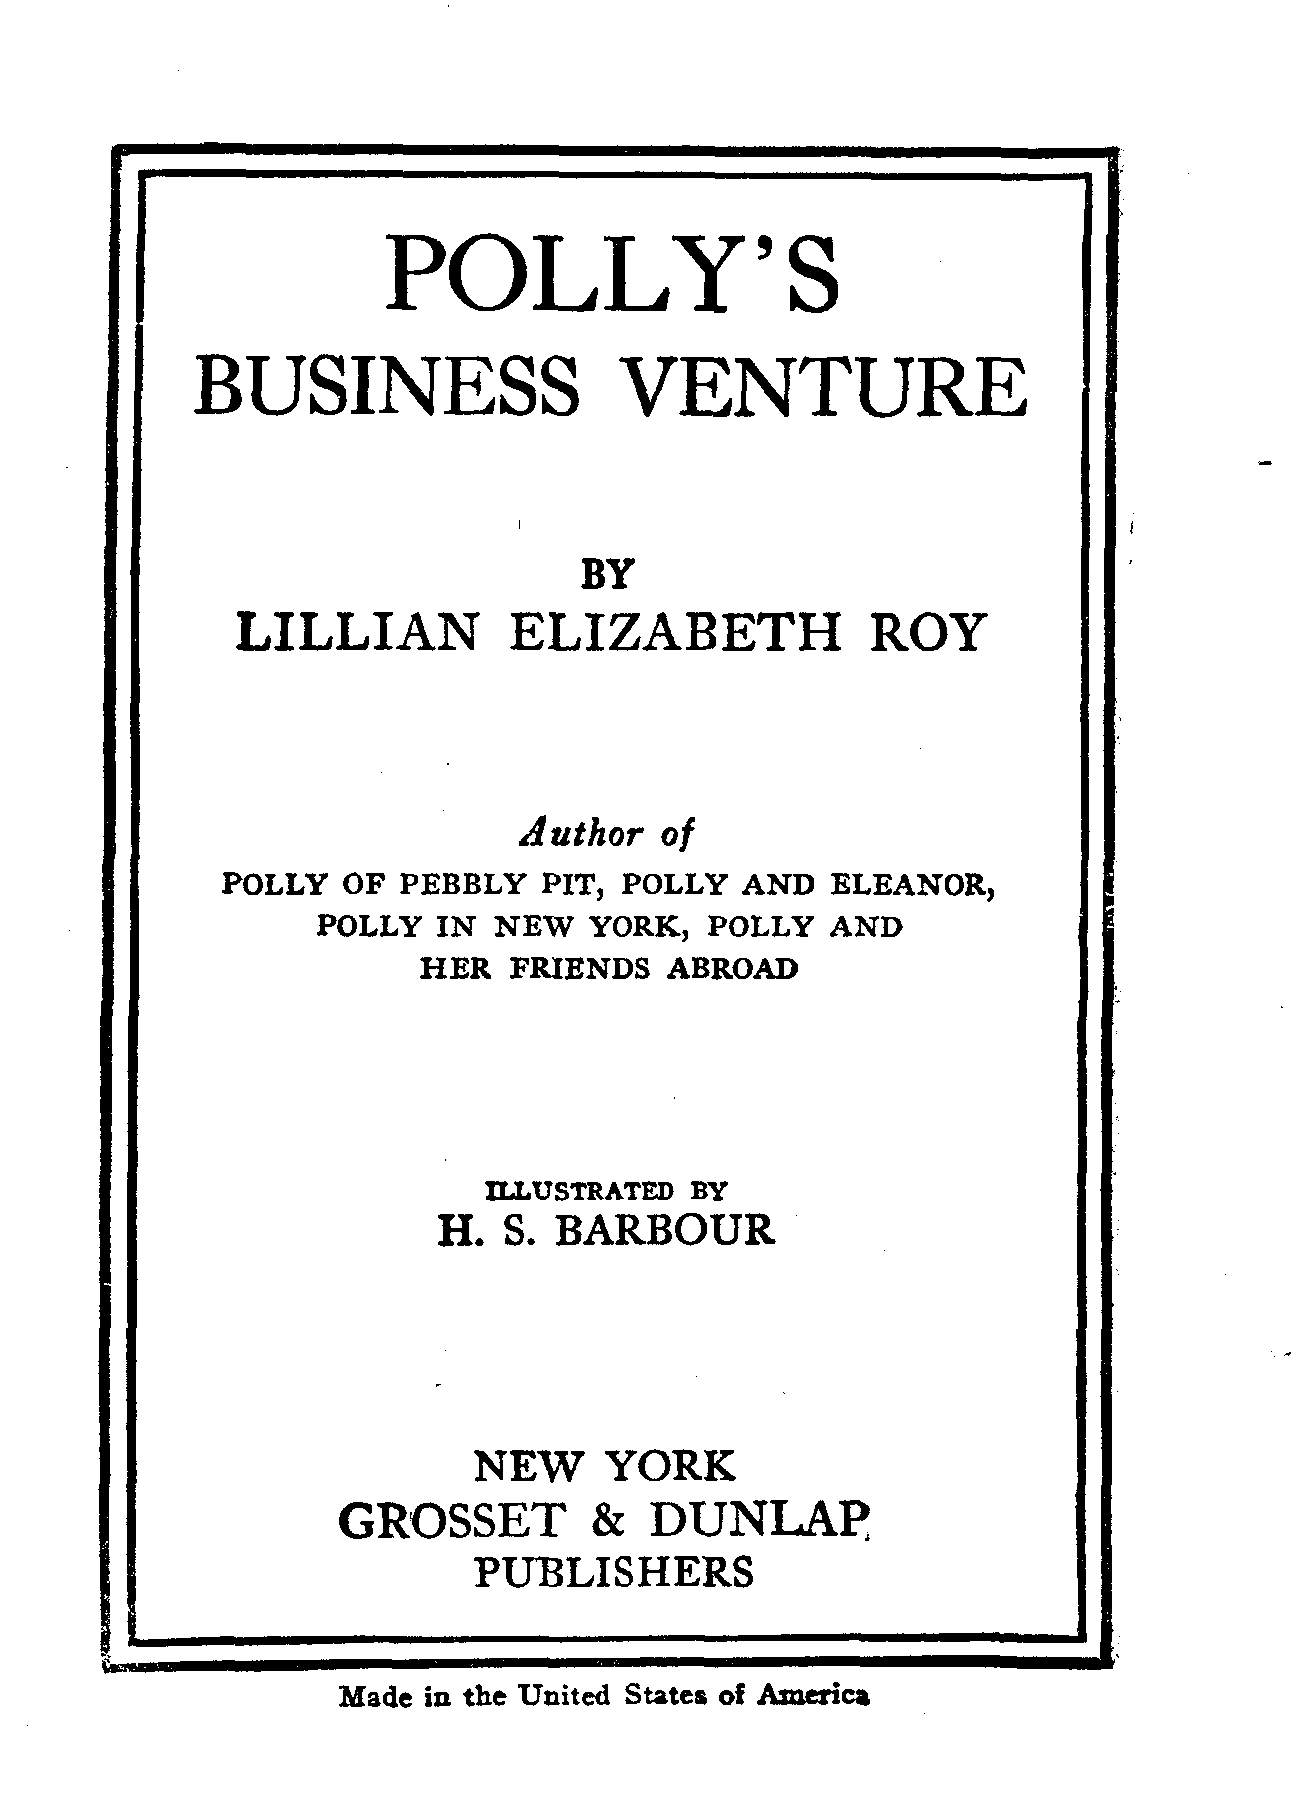 POLLY'S
BUSINESS VENTURE
BY
LILLIAN ELIZABETH ROY
Author of
POLLY OF PEBBLY PIT, POLLY AND ELEANOR,
POLLY IN NEW YORK, POLLY AND
HER FRIENDS ABROAD
ILLUSTRATED BY
H. S. BARBOUR
NEW YORK
GROSSET & DUNLAP
PUBLISHERS
Made in the United States of America